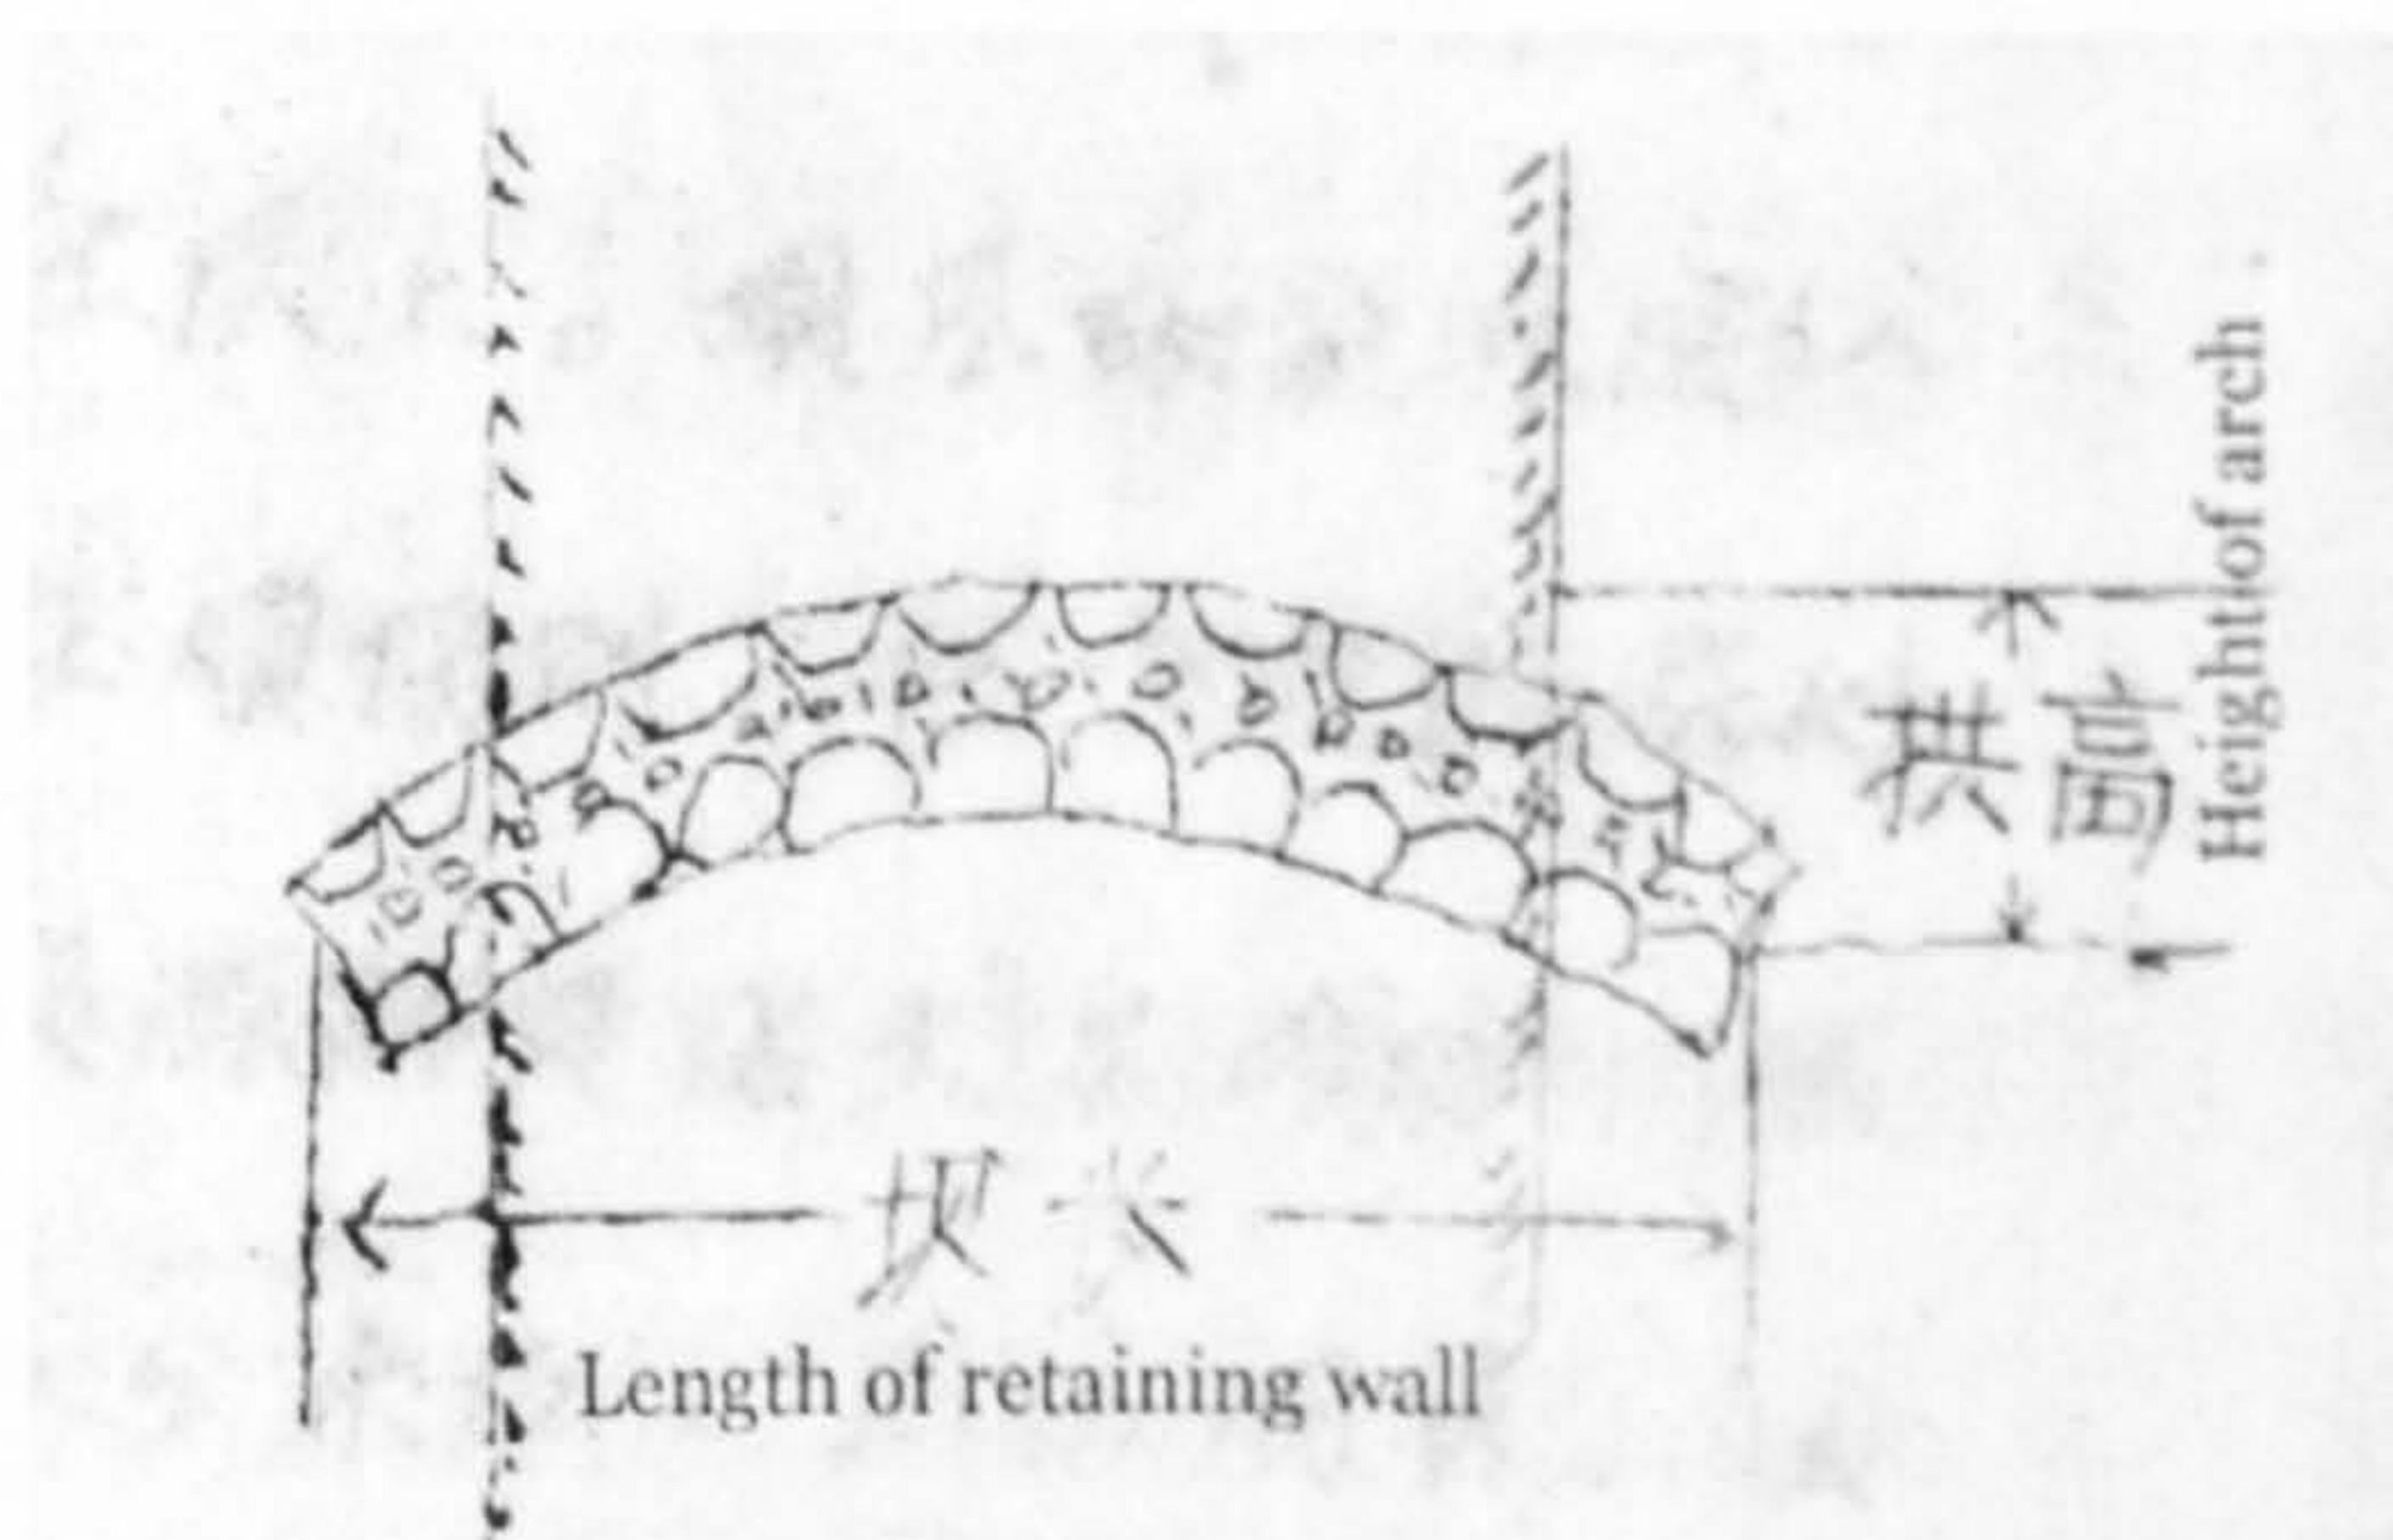 拱高
Height of arch
坝长
Length of retaining wall